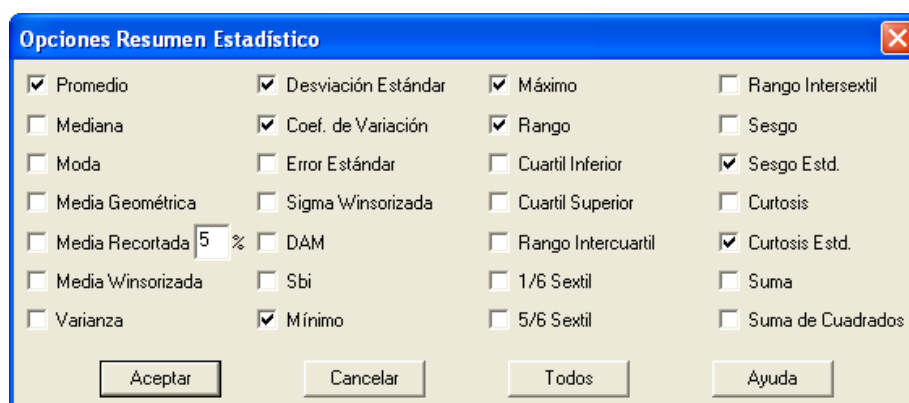 Opciones Resumen Estadístico
Promedio Desviación Estándar Máximo Rango Intersextil
Mediana Coef. de Variación Rango Sesgo
Moda Error Estándar Cuartil Inferior Sesgo Estd.
Media Geométrica Sigma Winsorizada Cuartil Superior Curtosis
Media Recortada 5 % DAM Rango Intercuartil Curtosis Estd.
Media Winsorizada Sbi 1/6 Sextil Suma
Varianza Mínimo 5/6 Sextil Suma de Cuadrados
Aceptar Cancelar Todos Ayuda